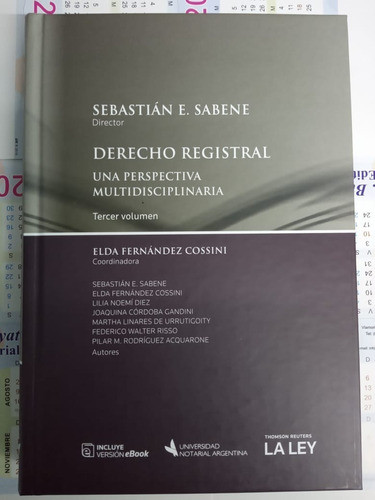 SEBASTIÁN E. SABENE
Director
DERECHO REGISTRAL
UNA PERSPECTIVA
MULTIDISCIPLINARIA
Tercer volumen
ELDA FERNÁNDEZ COSSINI
Coordinadora
SEBASTIÁN E. SABENE
ELDA FERNÁNDEZ COSSINI
LILIA NOEMÍ DIEZ
JOAQUINA CÓRDOBA GANDINI
MARTHA LINARES DE URRUTIGOITY
FEDERICO WALTER RISSO
PILAR M. RODRÍGUEZ ACQUARONE
Autores
INCLUYE
VERSIÓN eBook
UNIVERSIDAD
NOTARIAL ARGENTINA
THOMSON REUTERS
LA LEY
AGOSTO
NOVIEMBRE